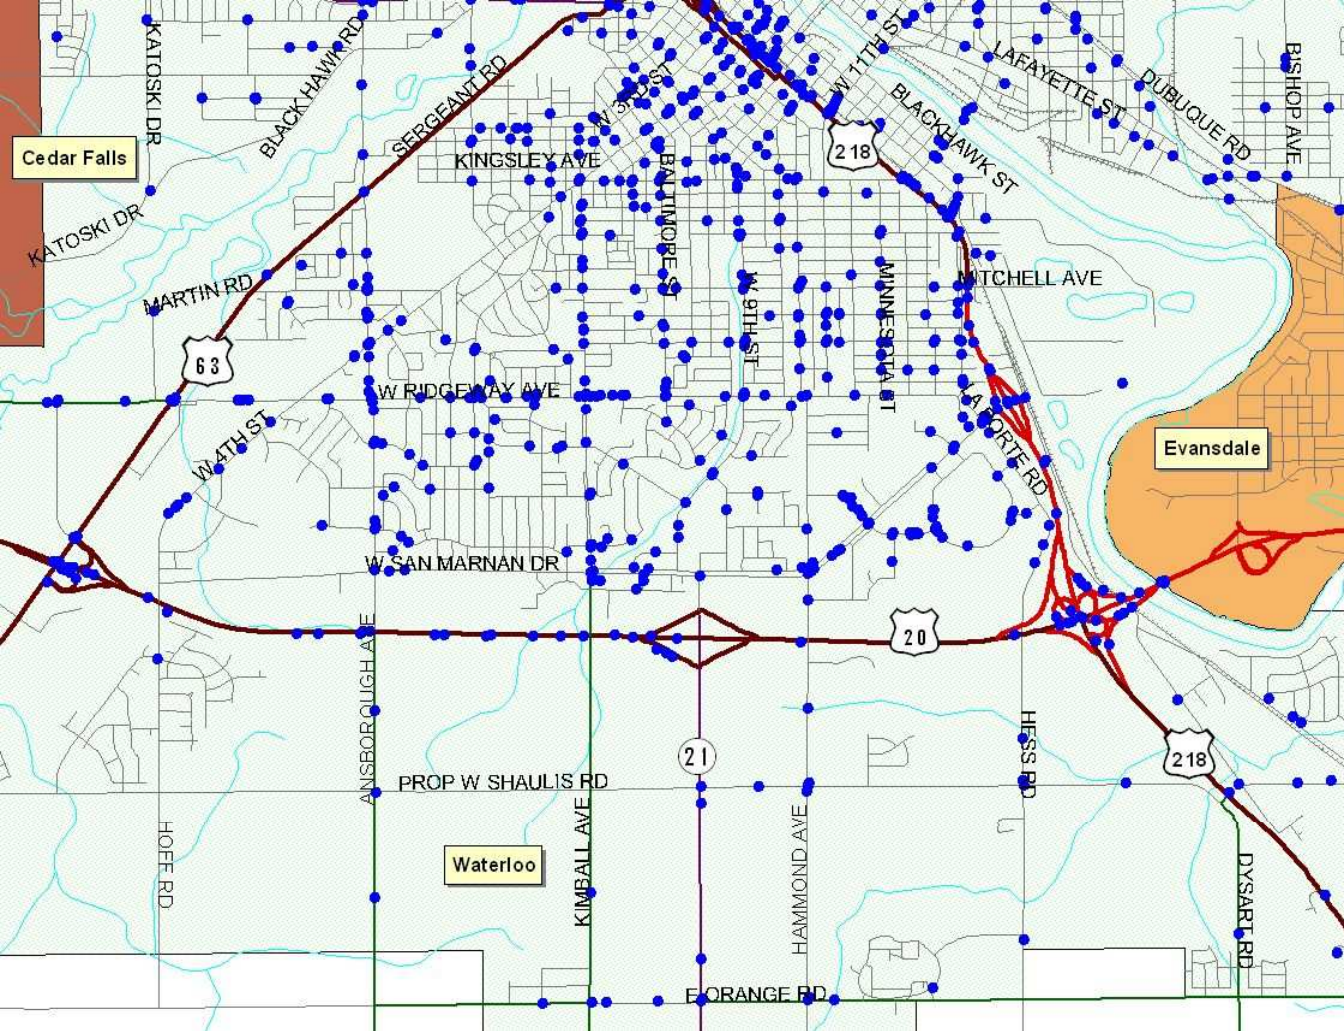 KATOSK DR
BLACK HAWK RD
SERGEANT RD
W 3RD ST
W 11TH ST
LAFAYETTE ST
DUBUQUE RD
BISHOP AVE
BLACKHAWK ST
Cedar Falls
KINGSLEY AVE
218
BALTIMORE ST
KATOSKI DR
MARTIN RD
MITCHELL AVE
W 9TH ST
MINNESOTA ST
63
W RIDGEWAY AVE
W 4TH ST
LA PORTE RD
Evansdale
W SAN MARNAN DR
20
ANSBOROUGH AVE
21
HESS RD
218
PROP W SHAULIS RD
HOFF RD
KIMBALL AVE
HAMMOND AVE
Waterloo
DYSART RD
E ORANGE RD